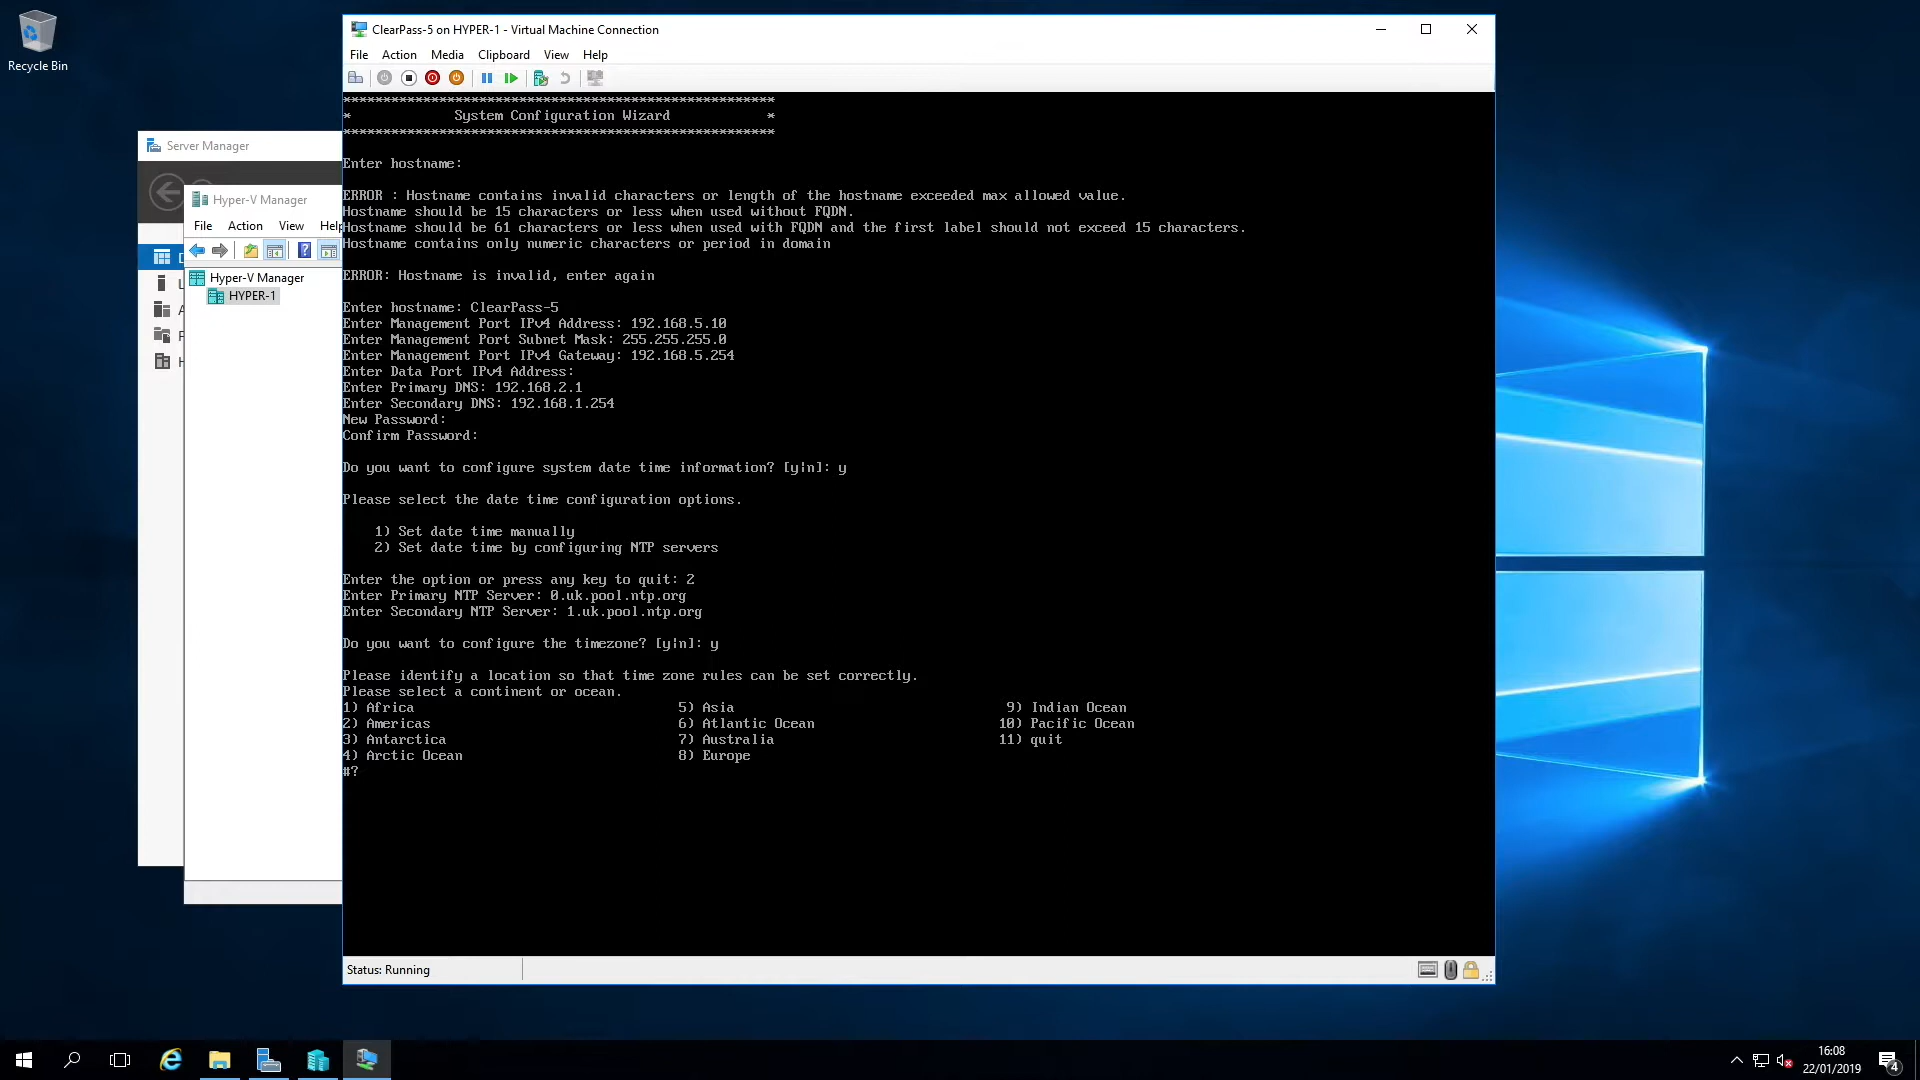 Recycle Bin
ClearPass-5 on HYPER-1 - Virtual Machine Connection
File Action Media Clipboard View Help
Server Manager
Hyper-V Manager
File Action View Help
Hyper-V Manager
HYPER-1
*******************************************************
* System Configuration Wizard *
*******************************************************
Enter hostname:
ERROR : Hostname contains invalid characters or length of the hostname exceeded max allowed value.
Hostname should be 15 characters or less when used without FQDN.
Hostname should be 61 characters or less when used with FQDN and the first label should not exceed 15 characters.
Hostname contains only numeric characters or period in domain
ERROR: Hostname is invalid, enter again
Enter hostname: ClearPass-5
Enter Management Port IPv4 Address: 192.168.5.10
Enter Management Port Subnet Mask: 255.255.255.0
Enter Management Port IPv4 Gateway: 192.168.5.254
Enter Data Port IPv4 Address:
Enter Primary DNS: 192.168.2.1
Enter Secondary DNS: 192.168.1.254
New Password:
Confirm Password:
Do you want to configure system date time information? [y|n]: y
Please select the date time configuration options.
1) Set date time manually
2) Set date time by configuring NTP servers
Enter the option or press any key to quit: 2
Enter Primary NTP Server: 0.uk.pool.ntp.org
Enter Secondary NTP Server: 1.uk.pool.ntp.org
Do you want to configure the timezone? [y|n]: y
Please identify a location so that time zone rules can be set correctly.
Please select a continent or ocean.
1) Africa 5) Asia 9) Indian Ocean
2) Americas 6) Atlantic Ocean 10) Pacific Ocean
3) Antarctica 7) Australia 11) quit
4) Arctic Ocean 8) Europe
#?
Status: Running
16:08
22/01/2019
4